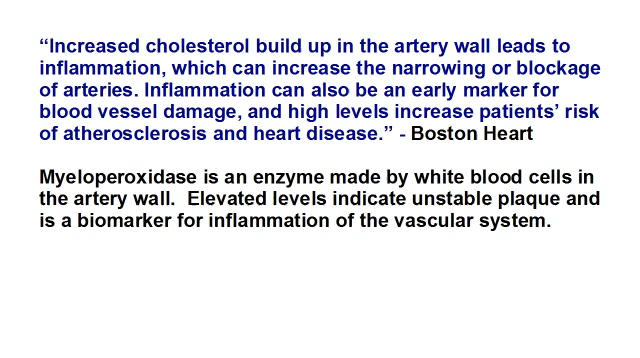 “Increased cholesterol build up in the artery wall leads to
inflammation, which can increase the narrowing or blockage
of arteries. Inflammation can also be an early marker for
blood vessel damage, and high levels increase patients’ risk
of atherosclerosis and heart disease.” - Boston Heart
Myeloperoxidase is an enzyme made by white blood cells in
the artery wall.  Elevated levels indicate unstable plaque and
is a biomarker for inflammation of the vascular system.